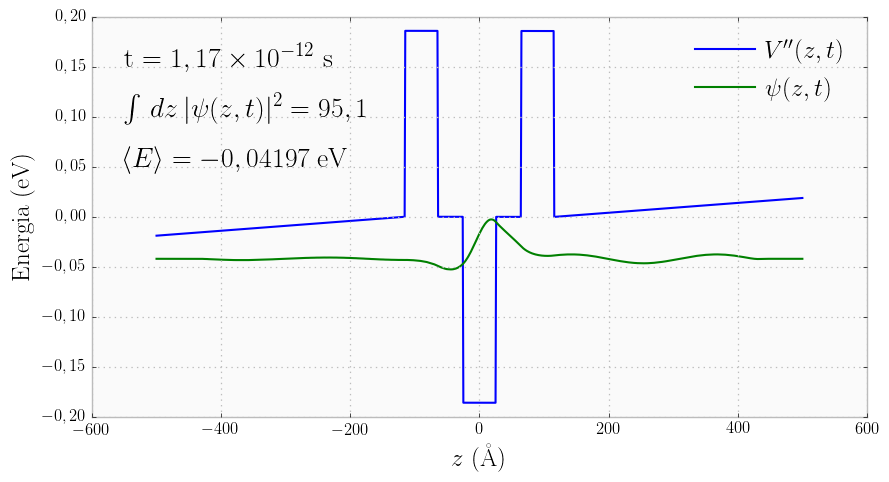 t = 1,17 × 10⁻¹² s
∫ dz |ψ(z, t)|² = 95,1
⟨E⟩ = −0,04197 eV
V″(z, t)
ψ(z, t)
Energia (eV)
0,20
0,15
0,10
0,05
0,00
−0,05
−0,10
−0,15
−0,20
−600 −400 −200 0 200 400 600
z (Å)